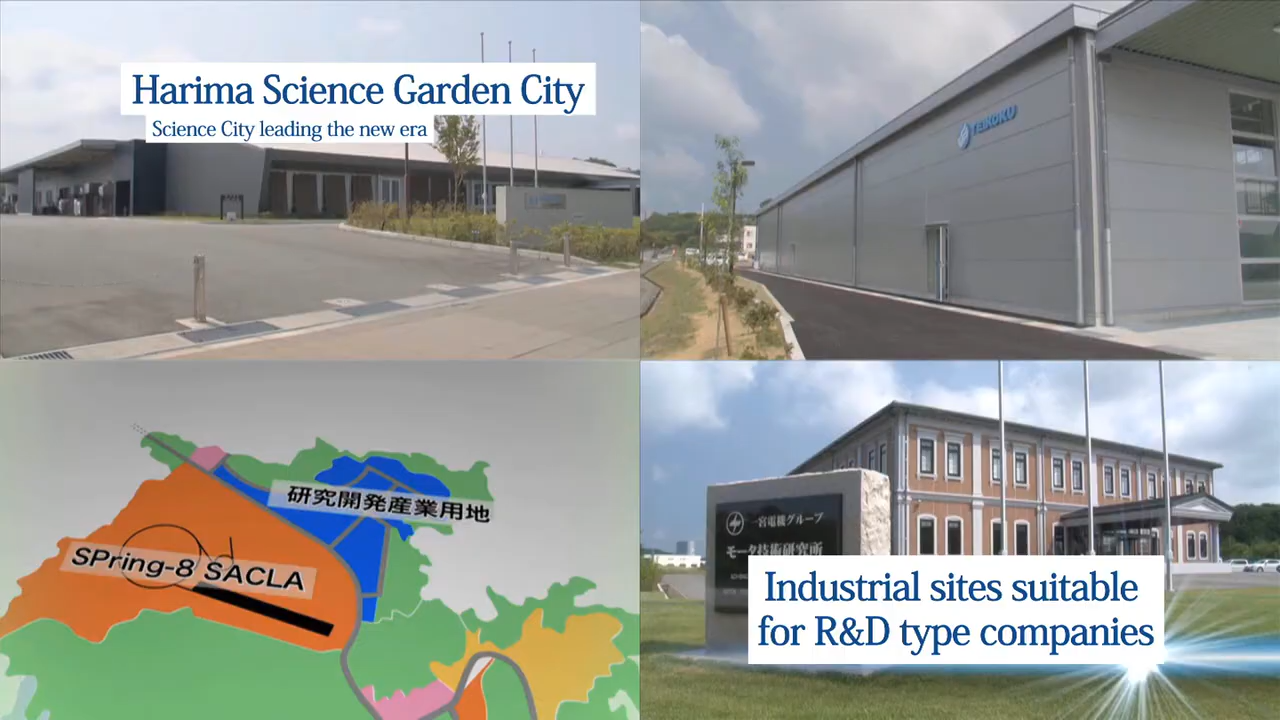 Harima Science Garden City
Science City leading the new era
TEIKOKU
研究開発産業用地
SPring-8 SACLA
一宮電機グループ
モータ技術研究所
Industrial sites suitable
for R&D type companies